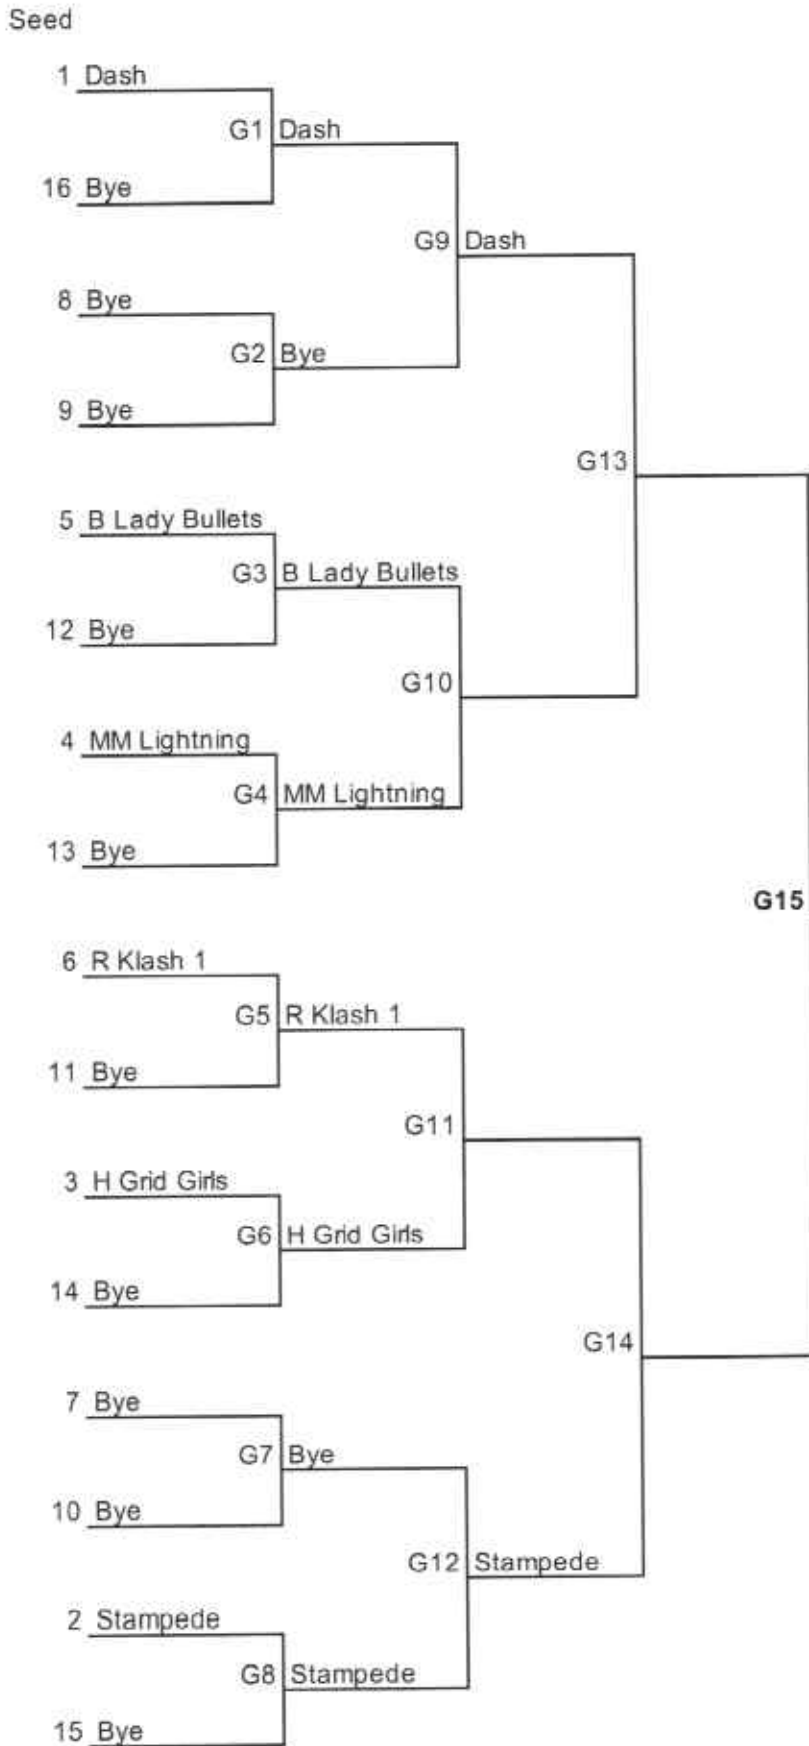 Seed
1 Dash
G1 Dash
16 Bye
G9 Dash
8 Bye
G2 Bye
9 Bye
G13
5 B Lady Bullets
G3 B Lady Bullets
12 Bye
G10
4 MM Lightning
G4 MM Lightning
13 Bye
G15
6 R Klash 1
G5 R Klash 1
11 Bye
G11
3 H Grid Girls
G6 H Grid Girls
14 Bye
G14
7 Bye
G7 Bye
10 Bye
G12 Stampede
2 Stampede
G8 Stampede
15 Bye